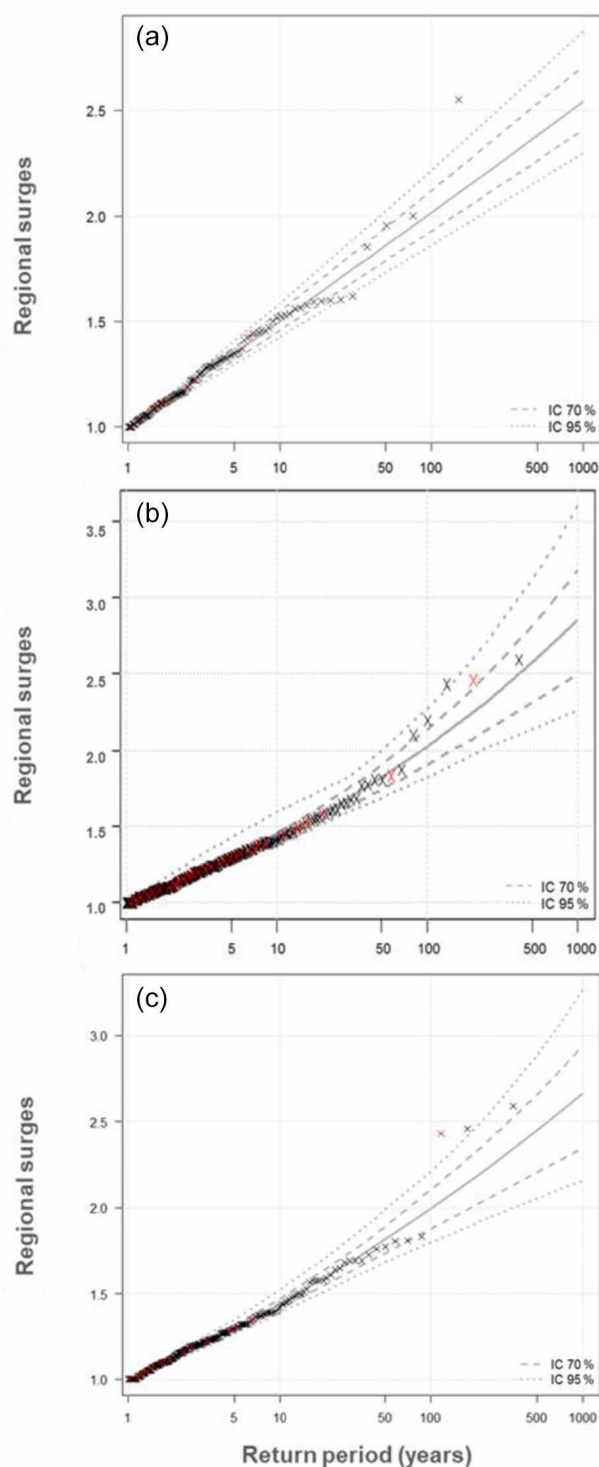 (a)
Regional surges
2.5
2.0
1.5
1.0
IC 70 %
IC 95 %
1 5 10 50 100 500 1000
(b)
Regional surges
3.5
3.0
2.5
2.0
1.5
1.0
IC 70 %
IC 95 %
1 5 10 50 100 500 1000
(c)
Regional surges
3.0
2.5
2.0
1.5
1.0
IC 70 %
IC 95 %
1 5 10 50 100 500 1000
Return period (years)